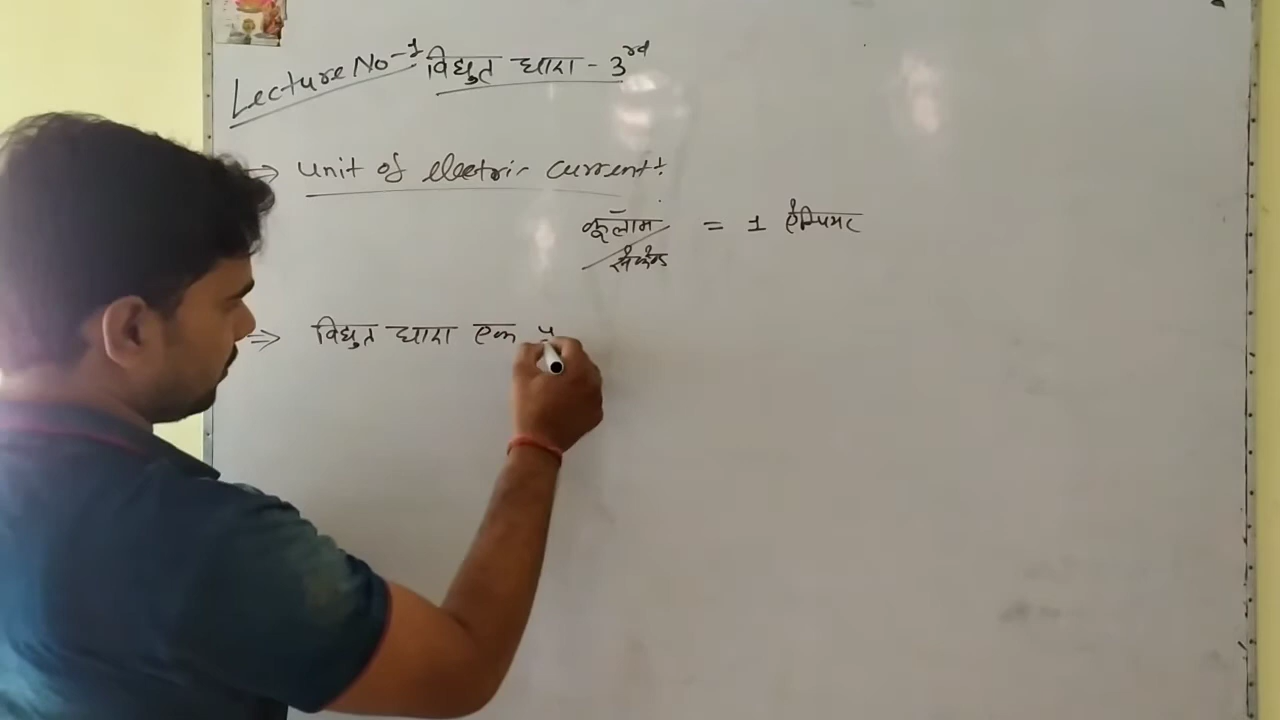 Lecture No-1 विद्युत धारा - 3rd
⇒ unit of electric current:
कूलॉम = 1 ऐम्पियर
सेकेण्ड
⇒ विद्युत धारा एक